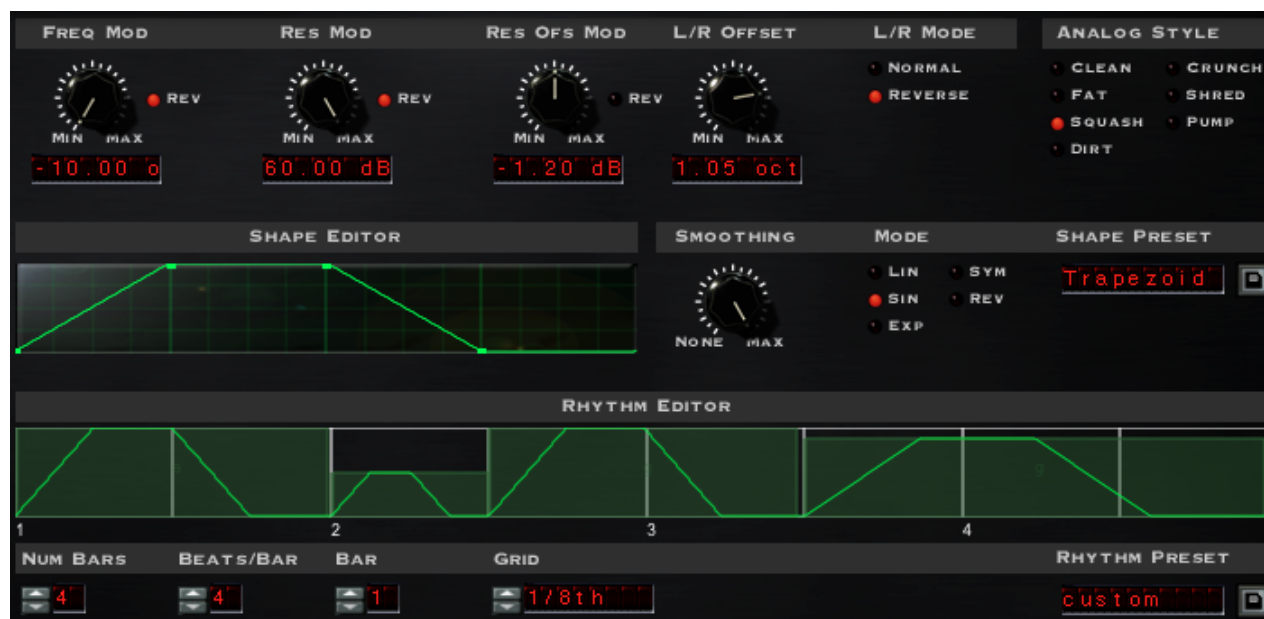 FREQ MOD RES MOD RES OFS MOD L/R OFFSET L/R MODE ANALOG STYLE
REV REV REV NORMAL CLEAN CRUNCH
REVERSE FAT SHRED
SQUASH PUMP
MIN MAX MIN MAX MIN MAX MIN MAX
DIRT
-10.00 o 60.00 dB -1.20 dB 1.05 oct
SHAPE EDITOR SMOOTHING MODE SHAPE PRESET
LIN SYM Trapezoid
SIN REV
EXP
NONE MAX
RHYTHM EDITOR
1 2 3 4
NUM BARS BEATS/BAR BAR GRID RHYTHM PRESET
4 4 1 1/8th custom